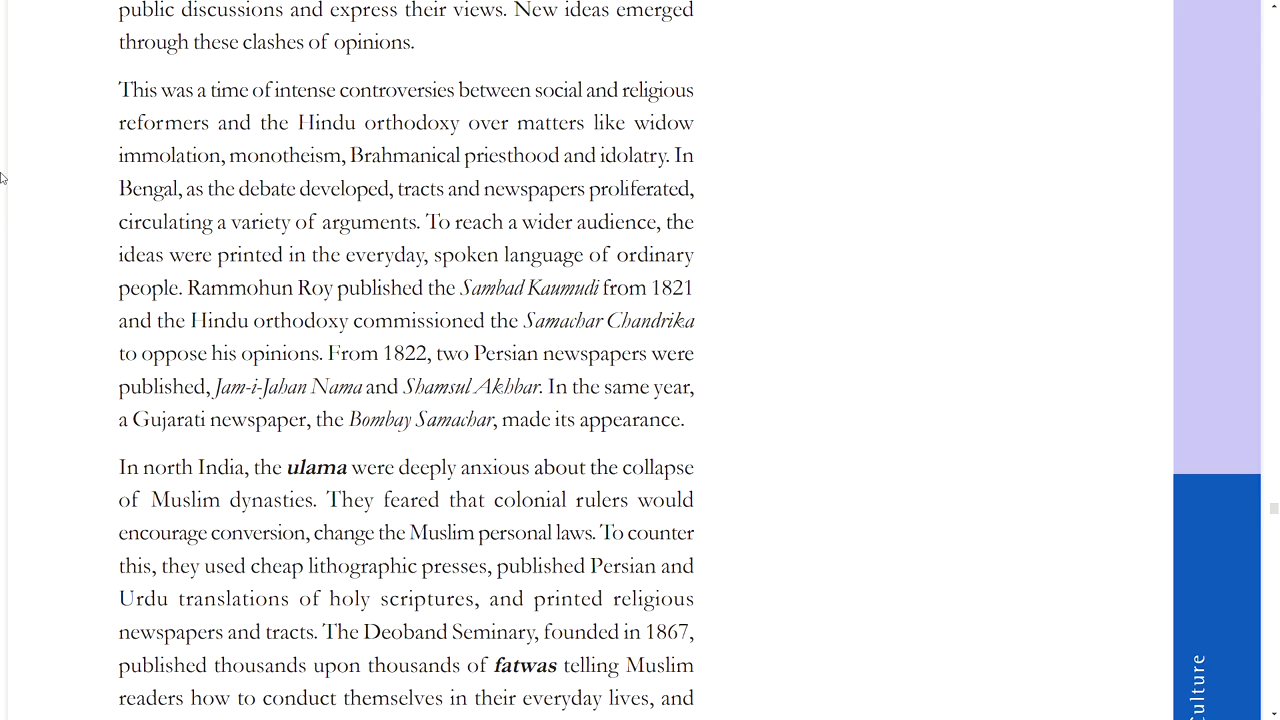 public discussions and express their views. New ideas emerged
through these clashes of opinions.
This was a time of intense controversies between social and religious
reformers and the Hindu orthodoxy over matters like widow
immolation, monotheism, Brahmanical priesthood and idolatry. In
Bengal, as the debate developed, tracts and newspapers proliferated,
circulating a variety of arguments. To reach a wider audience, the
ideas were printed in the everyday, spoken language of ordinary
people. Rammohun Roy published the Sambad Kaumudi from 1821
and the Hindu orthodoxy commissioned the Samachar Chandrika
to oppose his opinions. From 1822, two Persian newspapers were
published, Jam-i-Jahan Nama and Shamsul Akhbar. In the same year,
a Gujarati newspaper, the Bombay Samachar, made its appearance.
In north India, the ulama were deeply anxious about the collapse
of Muslim dynasties. They feared that colonial rulers would
encourage conversion, change the Muslim personal laws. To counter
this, they used cheap lithographic presses, published Persian and
Urdu translations of holy scriptures, and printed religious
newspapers and tracts. The Deoband Seminary, founded in 1867,
published thousands upon thousands of fatwas telling Muslim
readers how to conduct themselves in their everyday lives, and